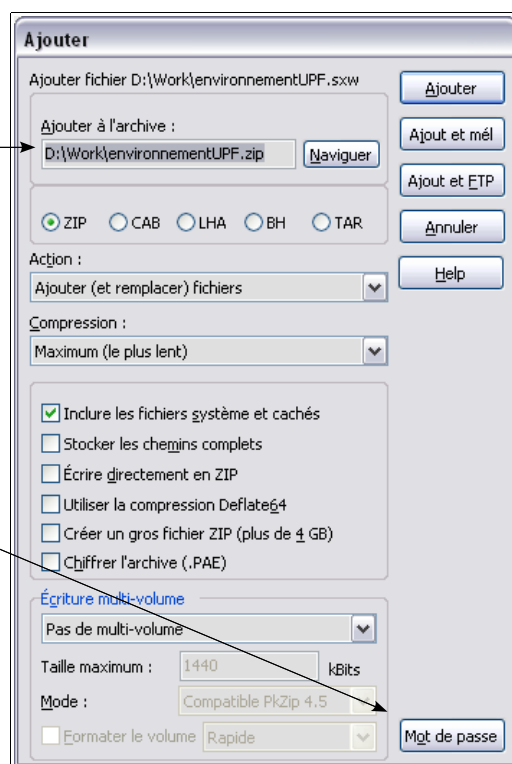 Ajouter
Ajouter fichier D:\Work\environnementUPF.sxw
Ajouter
Ajouter à l'archive :
D:\Work\environnementUPF.zip
Naviguer
Ajout et mél
Ajout et FTP
ZIP CAB LHA BH TAR
Annuler
Action :
Help
Ajouter (et remplacer) fichiers
Compression :
Maximum (le plus lent)
Inclure les fichiers système et cachés
Stocker les chemins complets
Écrire directement en ZIP
Utiliser la compression Deflate64
Créer un gros fichier ZIP (plus de 4 GB)
Chiffrer l'archive (.PAE)
Écriture multi-volume
Pas de multi-volume
Taille maximum : 1440 kBits
Mode : Compatible PkZip 4.5
Formater le volume Rapide
Mot de passe